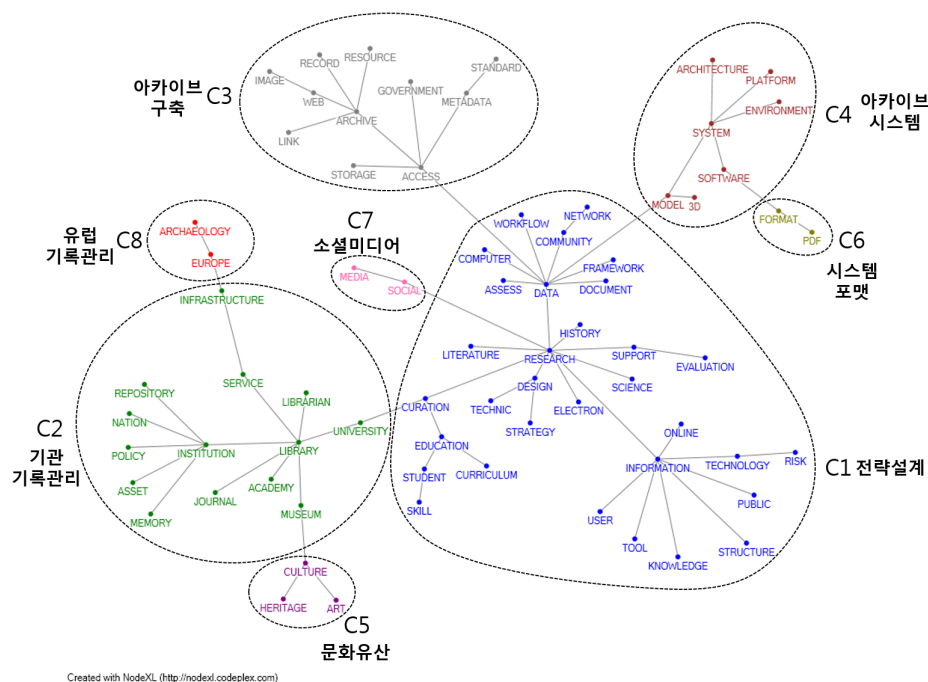 아카이브
구축
C3
IMAGE
RECORD
RESOURCE
WEB
ARCHIVE
LINK
GOVERNMENT
STANDARD
METADATA
STORAGE
ACCESS
ARCHITECTURE
PLATFORM
ENVIRONMENT
SYSTEM
SOFTWARE
MODEL
3D
C4
아카이브
시스템
FORMAT
PDF
C6
시스템
포맷
유럽
기록관리
C8
ARCHAEOLOGY
EUROPE
C7
소셜미디어
MEDIA
SOCIAL
WORKFLOW
NETWORK
COMMUNITY
COMPUTER
FRAMEWORK
ASSESS
DATA
DOCUMENT
HISTORY
LITERATURE
RESEARCH
SUPPORT
EVALUATION
DESIGN
SCIENCE
TECHNIC
ELECTRON
STRATEGY
CURATION
EDUCATION
STUDENT
CURRICULUM
SKILL
ONLINE
INFORMATION
TECHNOLOGY
RISK
PUBLIC
USER
TOOL
STRUCTURE
KNOWLEDGE
C1 전략설계
INFRASTRUCTURE
SERVICE
REPOSITORY
LIBRARIAN
NATION
UNIVERSITY
POLICY
INSTITUTION
LIBRARY
ASSET
JOURNAL
ACADEMY
MEMORY
MUSEUM
C2
기관
기록관리
CULTURE
HERITAGE
ART
C5
문화유산
Created with NodeXL (http://nodexl.codeplex.com)